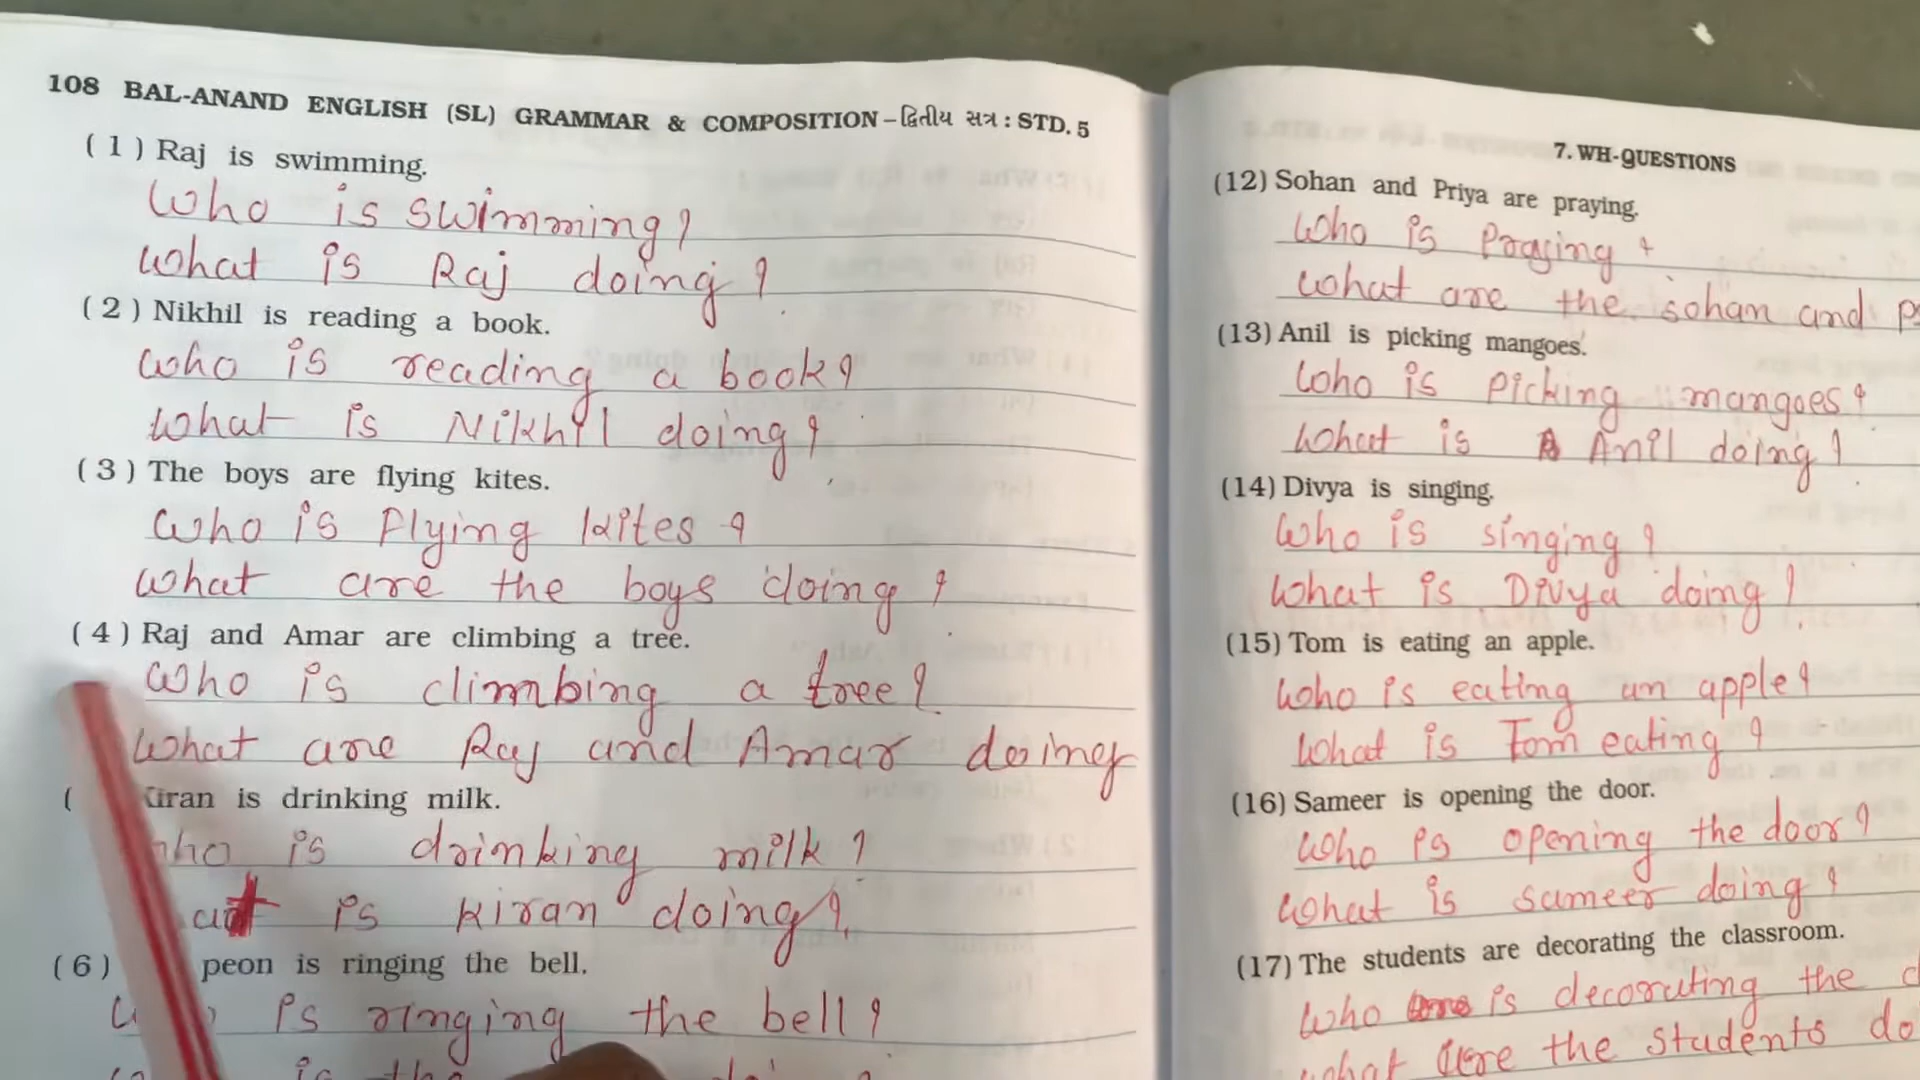 108 BAL-ANAND ENGLISH (SL) GRAMMAR & COMPOSITION – દ્વિતીય સત્ર : STD. 5
( 1 ) Raj is swimming.
Who is swimming?
What is Raj doing?
( 2 ) Nikhil is reading a book.
Who is reading a book?
What is Nikhil doing?
( 3 ) The boys are flying kites.
Who is Flying kites ?
What are the boys doing ?
( 4 ) Raj and Amar are climbing a tree.
Who is climbing a tree?
What are Raj and Amar doing
( Kiran is drinking milk.
is drinking milk ?
is Kiran doing?
( 6 ) peon is ringing the bell.
is ringing the bell ?
7. WH-QUESTIONS
(12) Sohan and Priya are praying.
Who is Praying ?
What are the sohan and
(13) Anil is picking mangoes.
Who is picking mangoes ?
What is Anil doing ?
(14) Divya is singing.
Who is singing ?
What is Divya doing ?
(15) Tom is eating an apple.
Who is eating an apple ?
What is Tom eating ?
(16) Sameer is opening the door.
Who is opening the door ?
What is sameer doing ?
(17) The students are decorating the classroom.
Who is decorating the
What are the students do